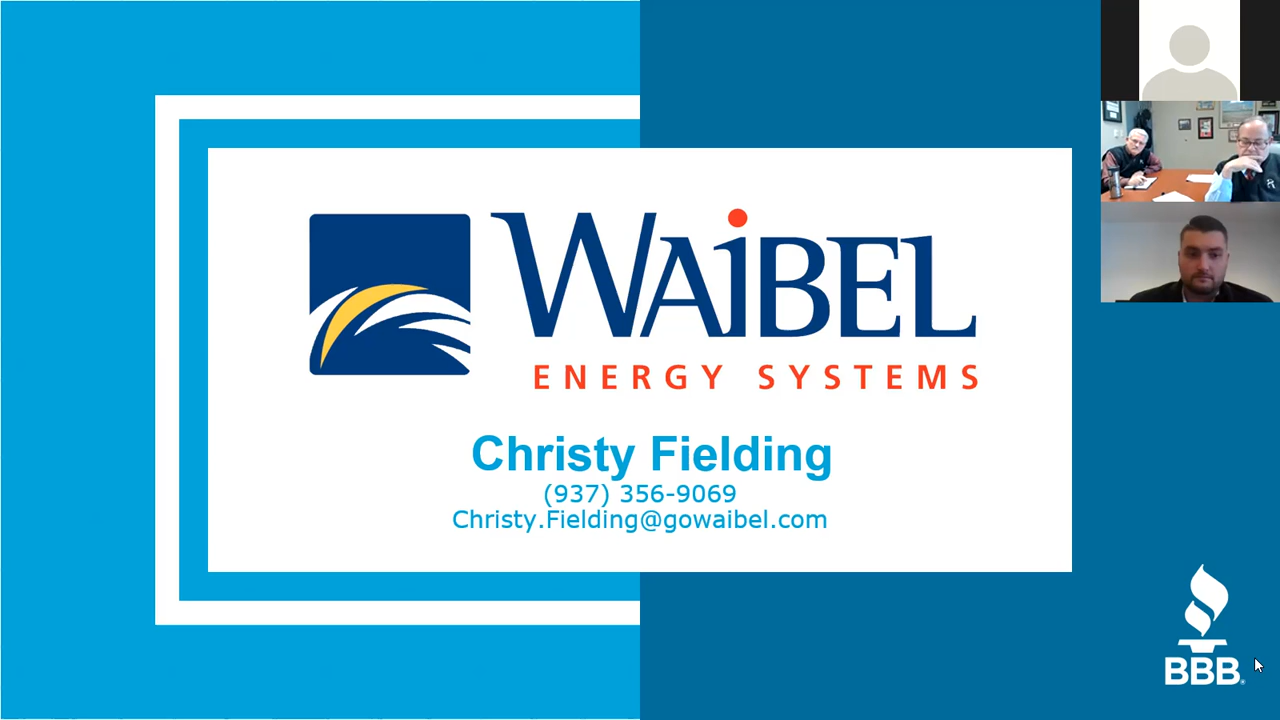 WAiBEL
ENERGY SYSTEMS
Christy Fielding
(937) 356-9069
Christy.Fielding@gowaibel.com
BBB